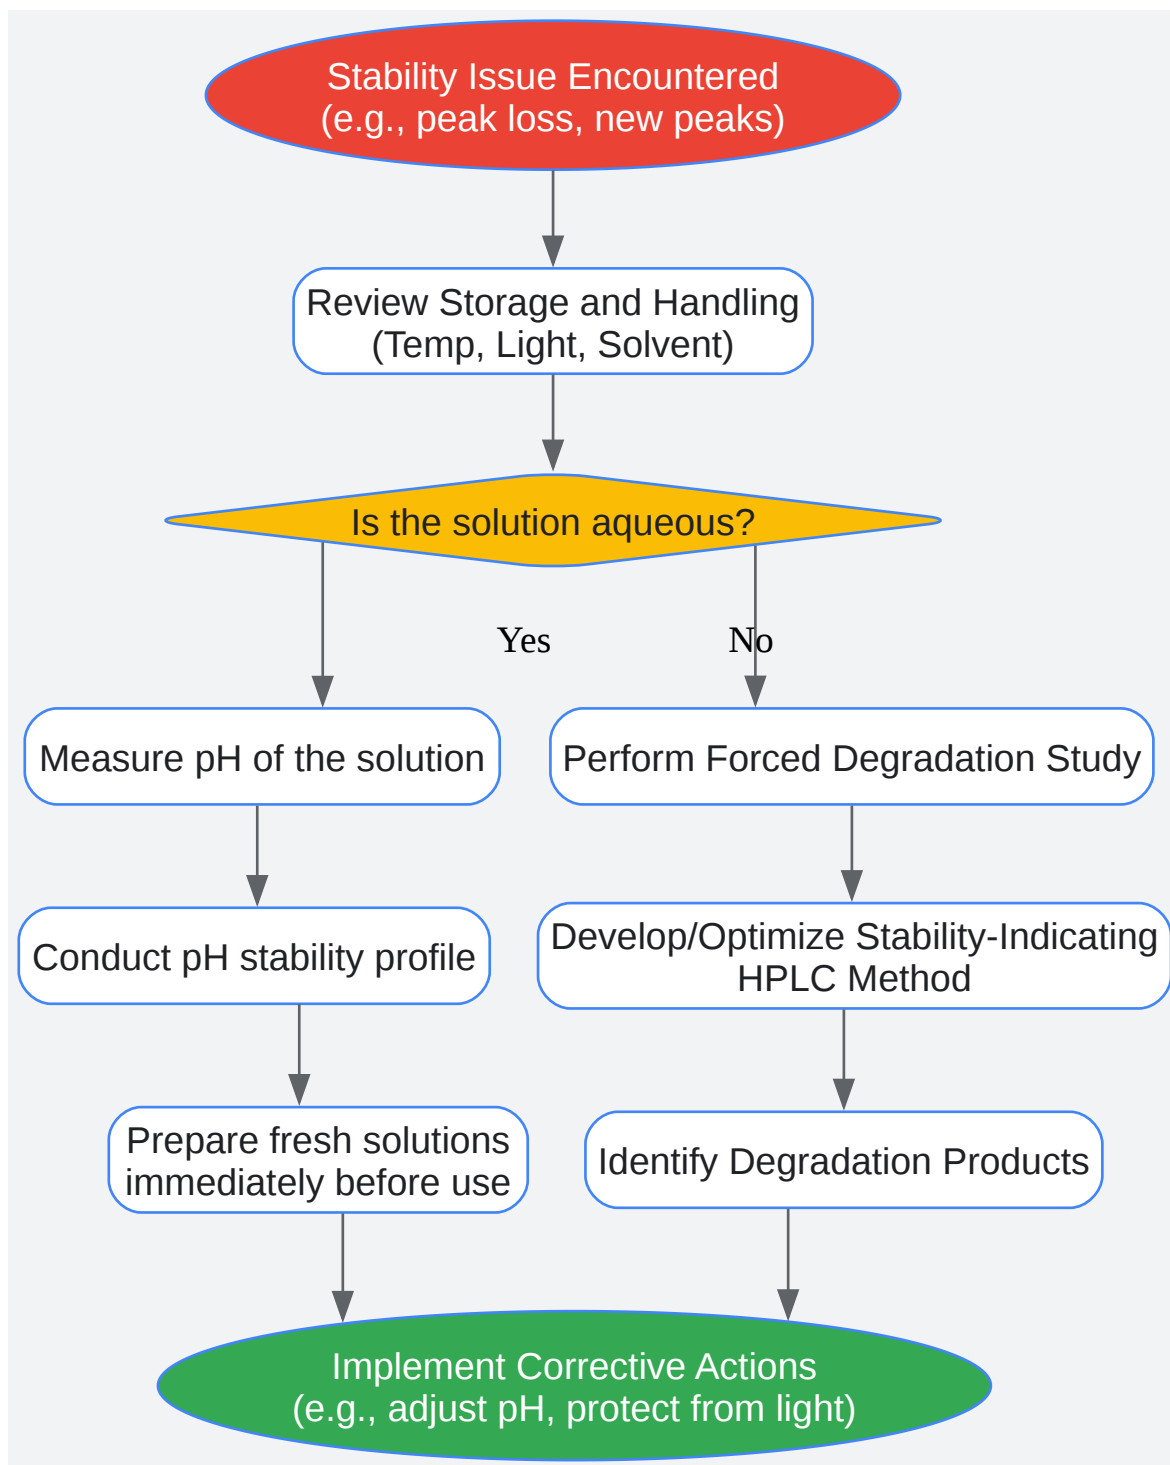 Stability Issue Encountered
(e.g., peak loss, new peaks)
Review Storage and Handling
(Temp, Light, Solvent)
Is the solution aqueous?
Yes
No
Measure pH of the solution
Perform Forced Degradation Study
Conduct pH stability profile
Develop/Optimize Stability-Indicating
HPLC Method
Prepare fresh solutions
immediately before use
Identify Degradation Products
Implement Corrective Actions
(e.g., adjust pH, protect from light)